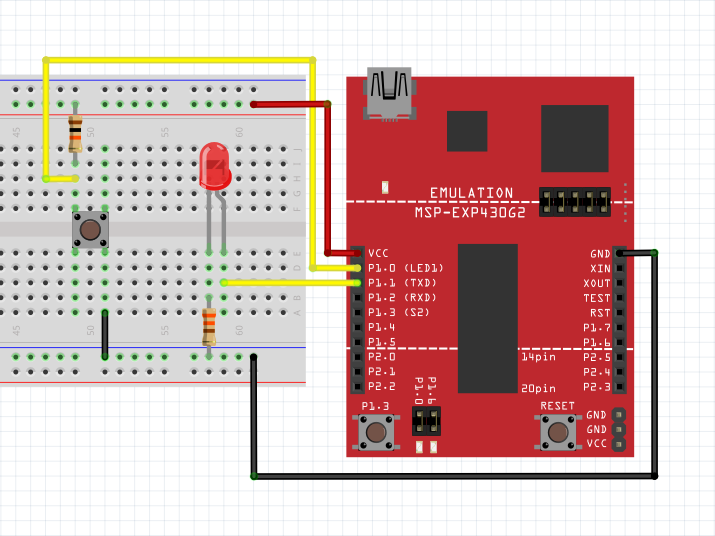 45
50
55
60
J
I
H
G
F
EMULATION
MSP-EXP430G2
VCC
P1.0 (LED1)
P1.1 (TXD)
P1.2 (RXD)
P1.3 (S2)
P1.4
P1.5
P2.0
P2.1
P2.2
GND
XIN
XOUT
TEST
RST
P1.7
P1.6
P2.5
P2.4
P2.3
E
D
C
B
A
45
50
55
60
14pin
20pin
P1.0
P1.6
P1.3
RESET
GND
GND
VCC